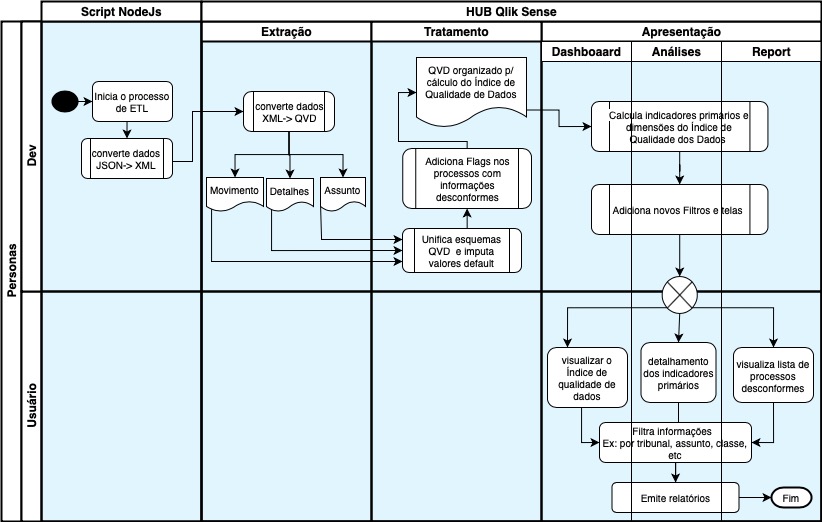 Script NodeJs
HUB Qlik Sense
Extração
Tratamento
Apresentação
Dashboaard
Análises
Report
Personas
Dev
Usuário
Inicia o processo
de ETL
converte dados
JSON-> XML
converte dados
XML-> QVD
Movimento
Detalhes
Assunto
QVD organizado p/
cálculo do Índice de
Qualidade de Dados
Adiciona Flags nos
processos com
informações
desconformes
Unifica esquemas
QVD e imputa
valores default
Calcula indicadores primários e
dimensões do Índice de
Qualidade dos Dados
Adiciona novos Filtros e telas
visualizar o
Índice de
qualidade de
dados
detalhamento
dos indicadores
primários
visualiza lista de
processos
desconformes
Filtra informações
Ex: por tribunal, assunto, classe,
etc
Emite relatórios
Fim